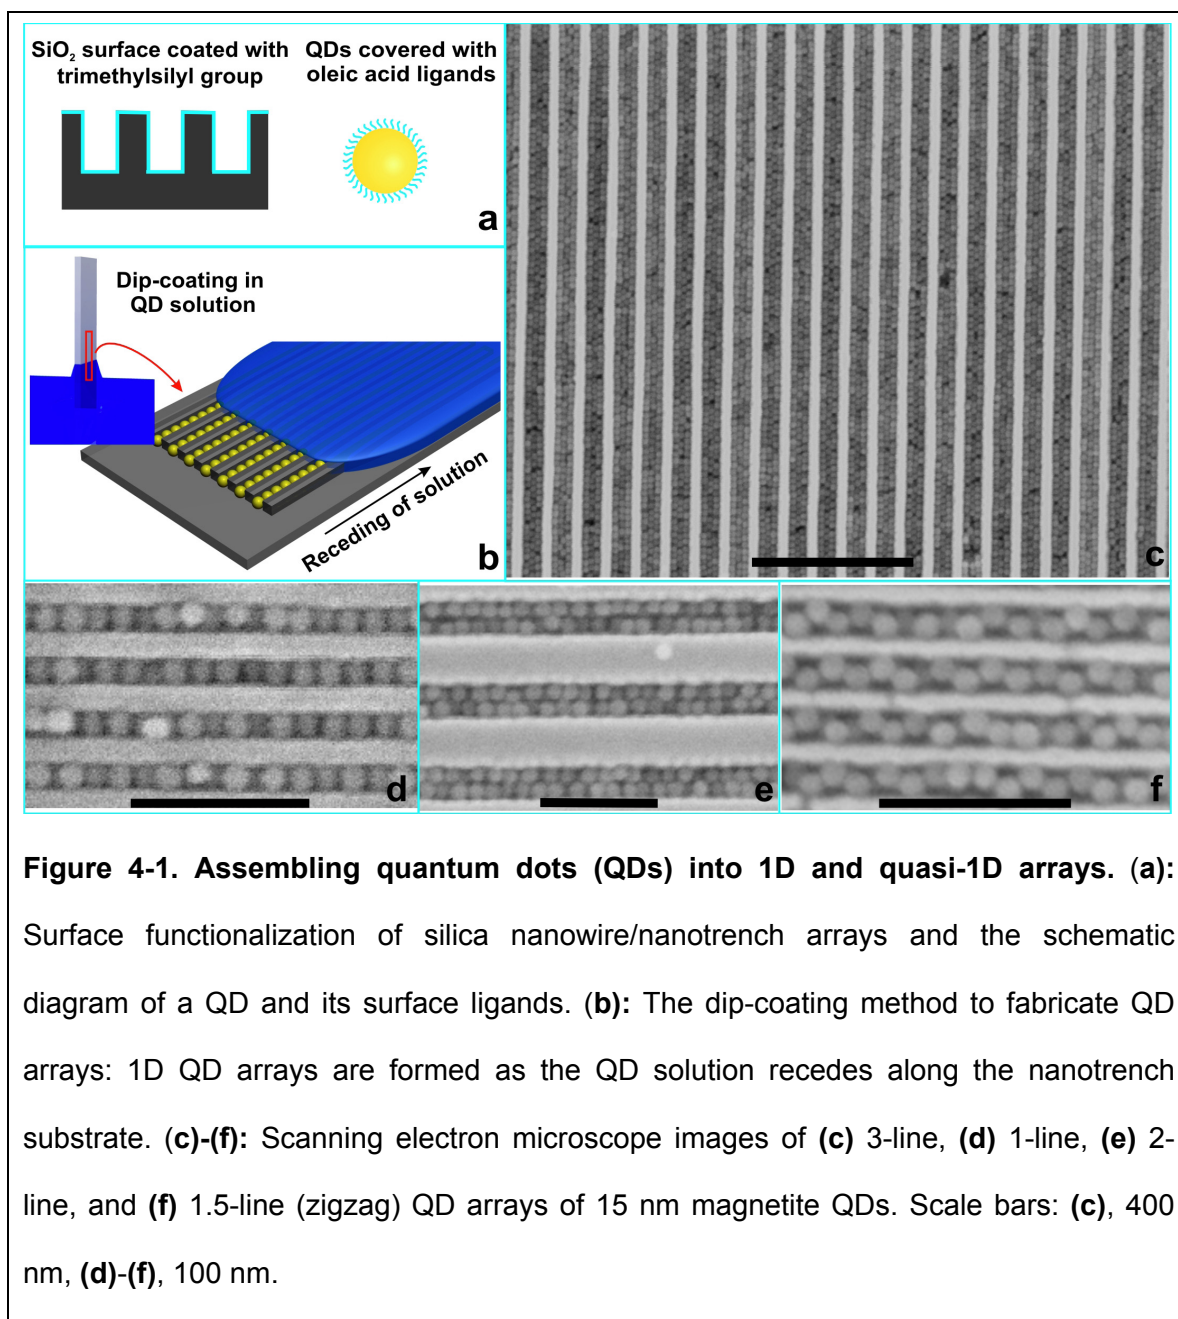 SiO2 surface coated with
trimethylsilyl group
QDs covered with
oleic acid ligands
a
Dip-coating in
QD solution
Receding of solution
b
c
d
e
f
Figure 4-1. Assembling quantum dots (QDs) into 1D and quasi-1D arrays. (a):
Surface functionalization of silica nanowire/nanotrench arrays and the schematic
diagram of a QD and its surface ligands. (b): The dip-coating method to fabricate QD
arrays: 1D QD arrays are formed as the QD solution recedes along the nanotrench
substrate. (c)-(f): Scanning electron microscope images of (c) 3-line, (d) 1-line, (e) 2-
line, and (f) 1.5-line (zigzag) QD arrays of 15 nm magnetite QDs. Scale bars: (c), 400
nm, (d)-(f), 100 nm.